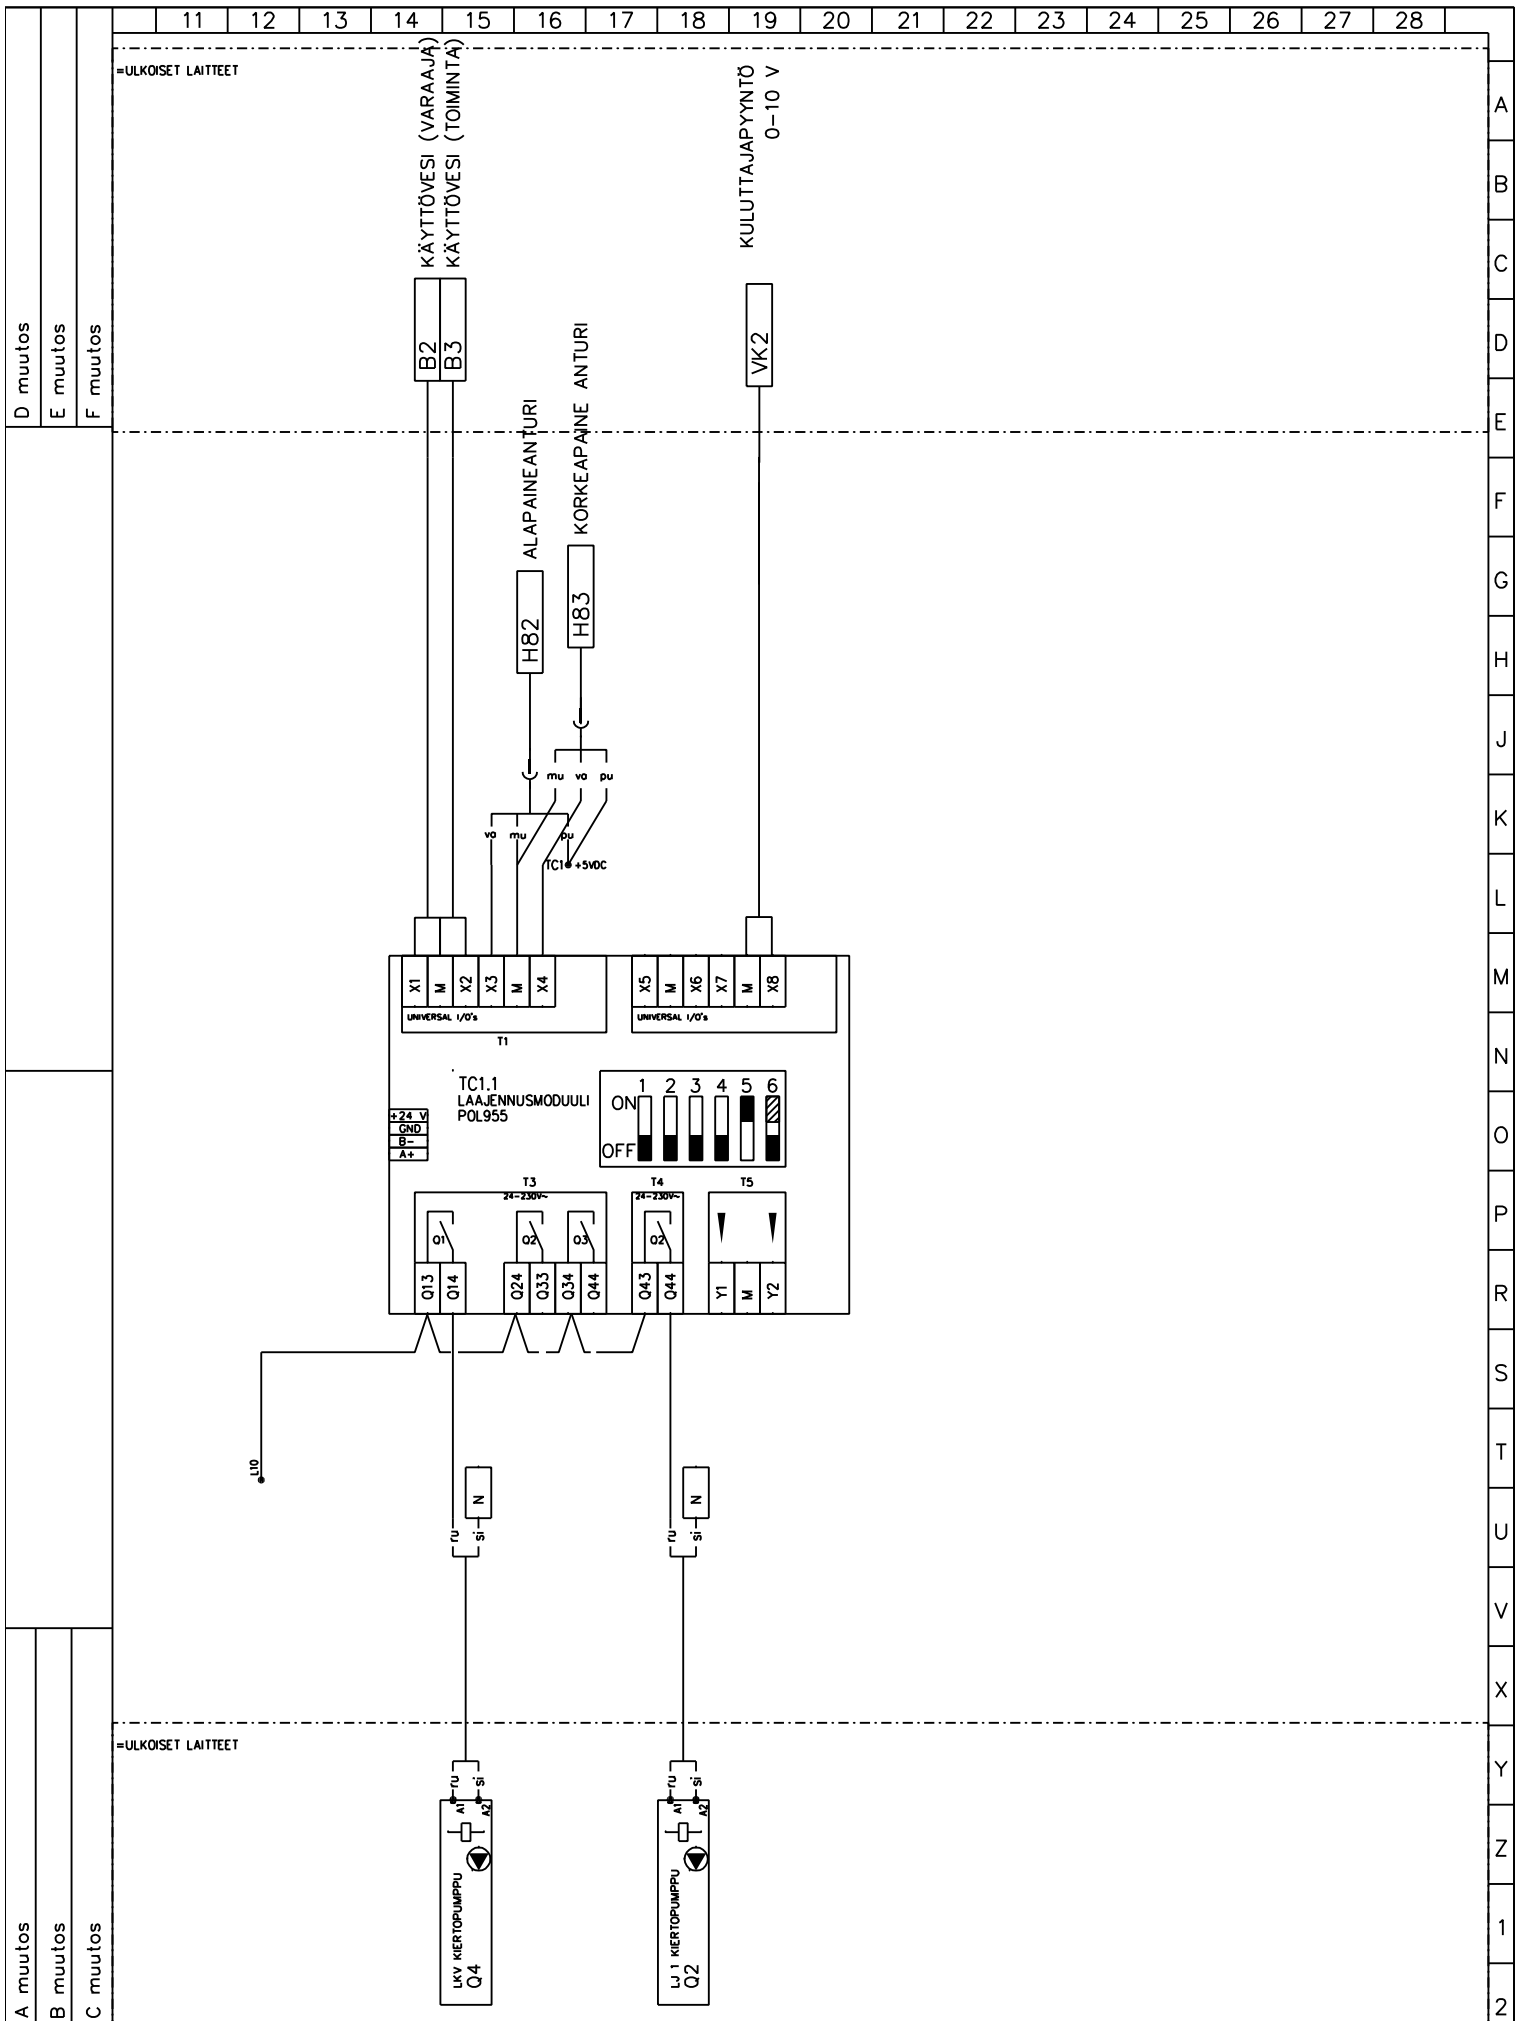 11 12 13 14 15 16 17 18 19 20 21 22 23 24 25 26 27 28
=ULKOISET LAITTEET
KÄYTTÖVESI (VARAAJA)
KÄYTTÖVESI (TOIMINTA)
KULUTTAJAPYYNTÖ
0-10 V
A
B
C
D
E
F
G
H
J
K
L
M
N
O
P
R
S
T
U
V
X
Y
Z
1
2
D muutos
E muutos
F muutos
B2
B3
VK2
ALAPAINEANTURI
KORKEAPAINE ANTURI
H82
H83
mu va pu
va mu pu
TC1 +5VDC
X1 M X2 X3 M X4
X5 M X6 X7 M X8
UNIVERSAL I/O's
UNIVERSAL I/O's
T1
TC1.1
LAAJENNUSMODUULI
POL955
1 2 3 4 5 6
ON
OFF
+24 V
GND
B-
A+
T3
24-230V~
T4
24-230V~
T5
Q1
Q2
Q3
Q2
Q13 Q14 Q24 Q33 Q34 Q44 Q43 Q44 Y1 M Y2
L10
N
N
ru si
ru si
=ULKOISET LAITTEET
ru si
ru si
A1 A2
A1 A2
LKV KIERTOPUMPPU
Q4
LJ 1 KIERTOPUMPPU
Q2
A muutos
B muutos
C muutos